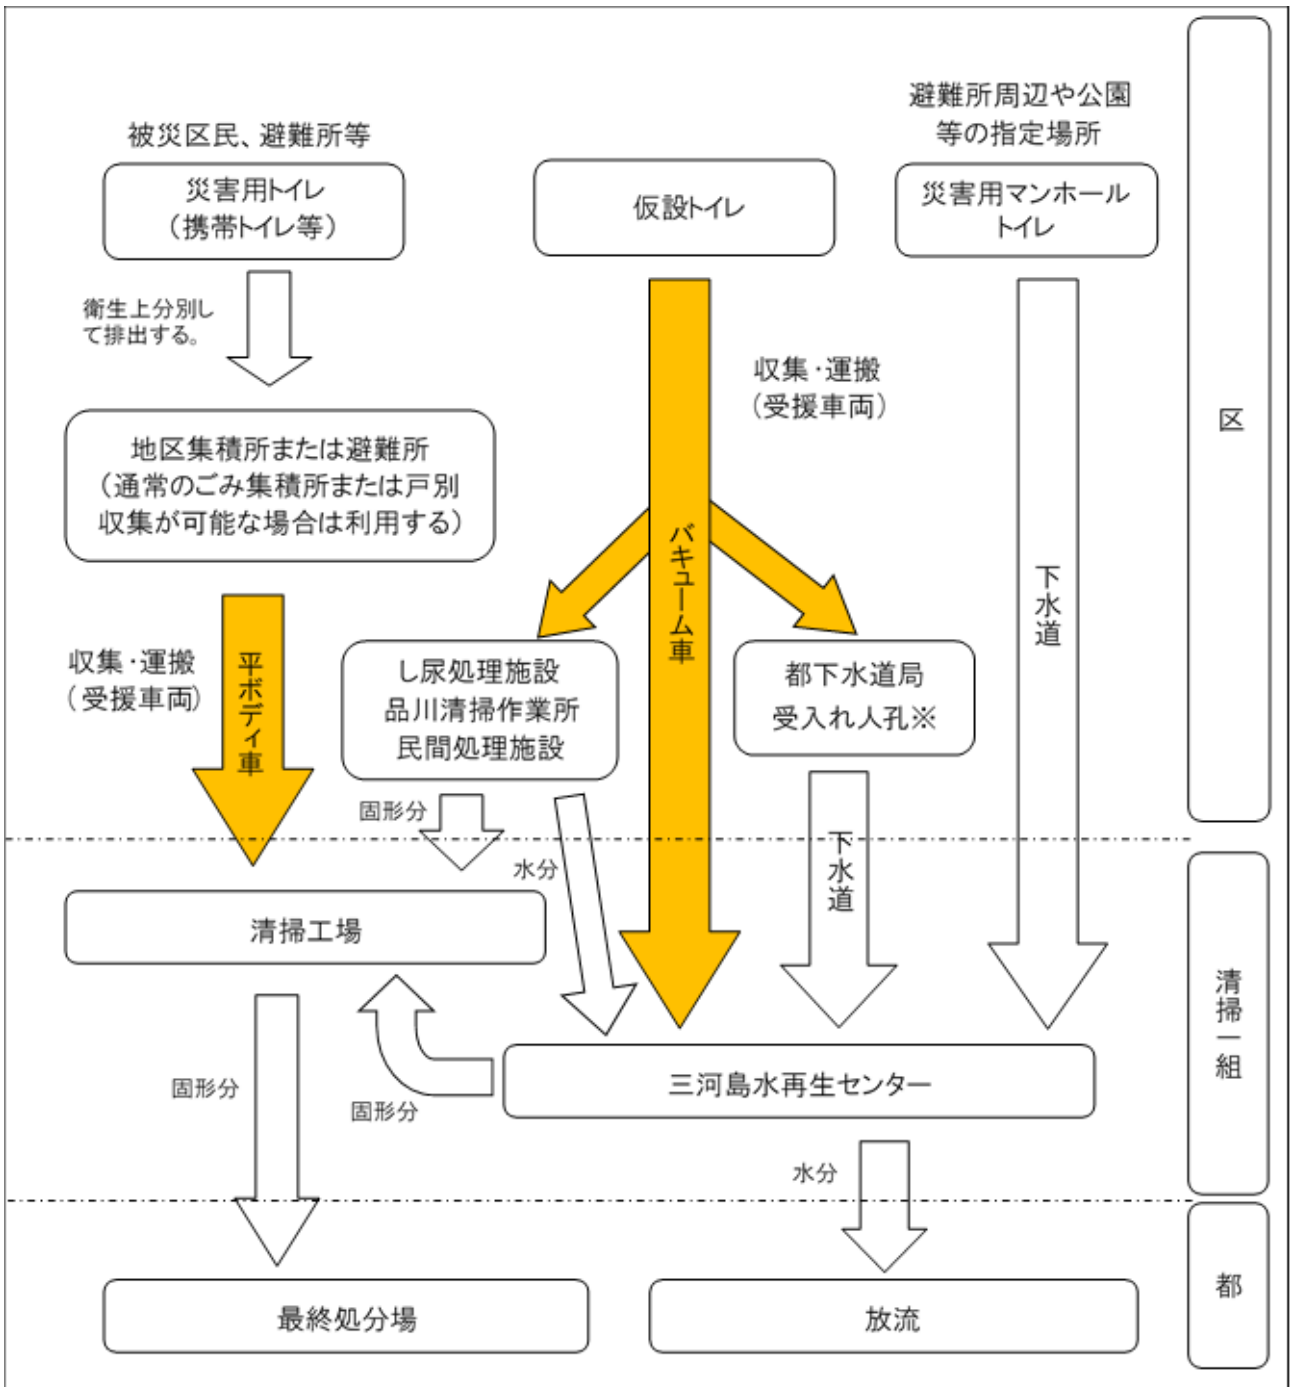 被災区民、避難所等
災害用トイレ
（携帯トイレ等）
仮設トイレ
避難所周辺や公園
等の指定場所
災害用マンホール
トイレ
衛生上分別し
て排出する。
地区集積所または避難所
（通常のごみ集積所または戸別
収集が可能な場合は利用する）
収集・運搬
（受援車両）
バキューム車
下水道
区
収集・運搬
（受援車両）
平ボディ車
し尿処理施設
品川清掃作業所
民間処理施設
都下水道局
受入れ人孔※
固形分
水分
下水道
清掃工場
清掃一組
固形分
固形分
三河島水再生センター
水分
最終処分場
放流
都